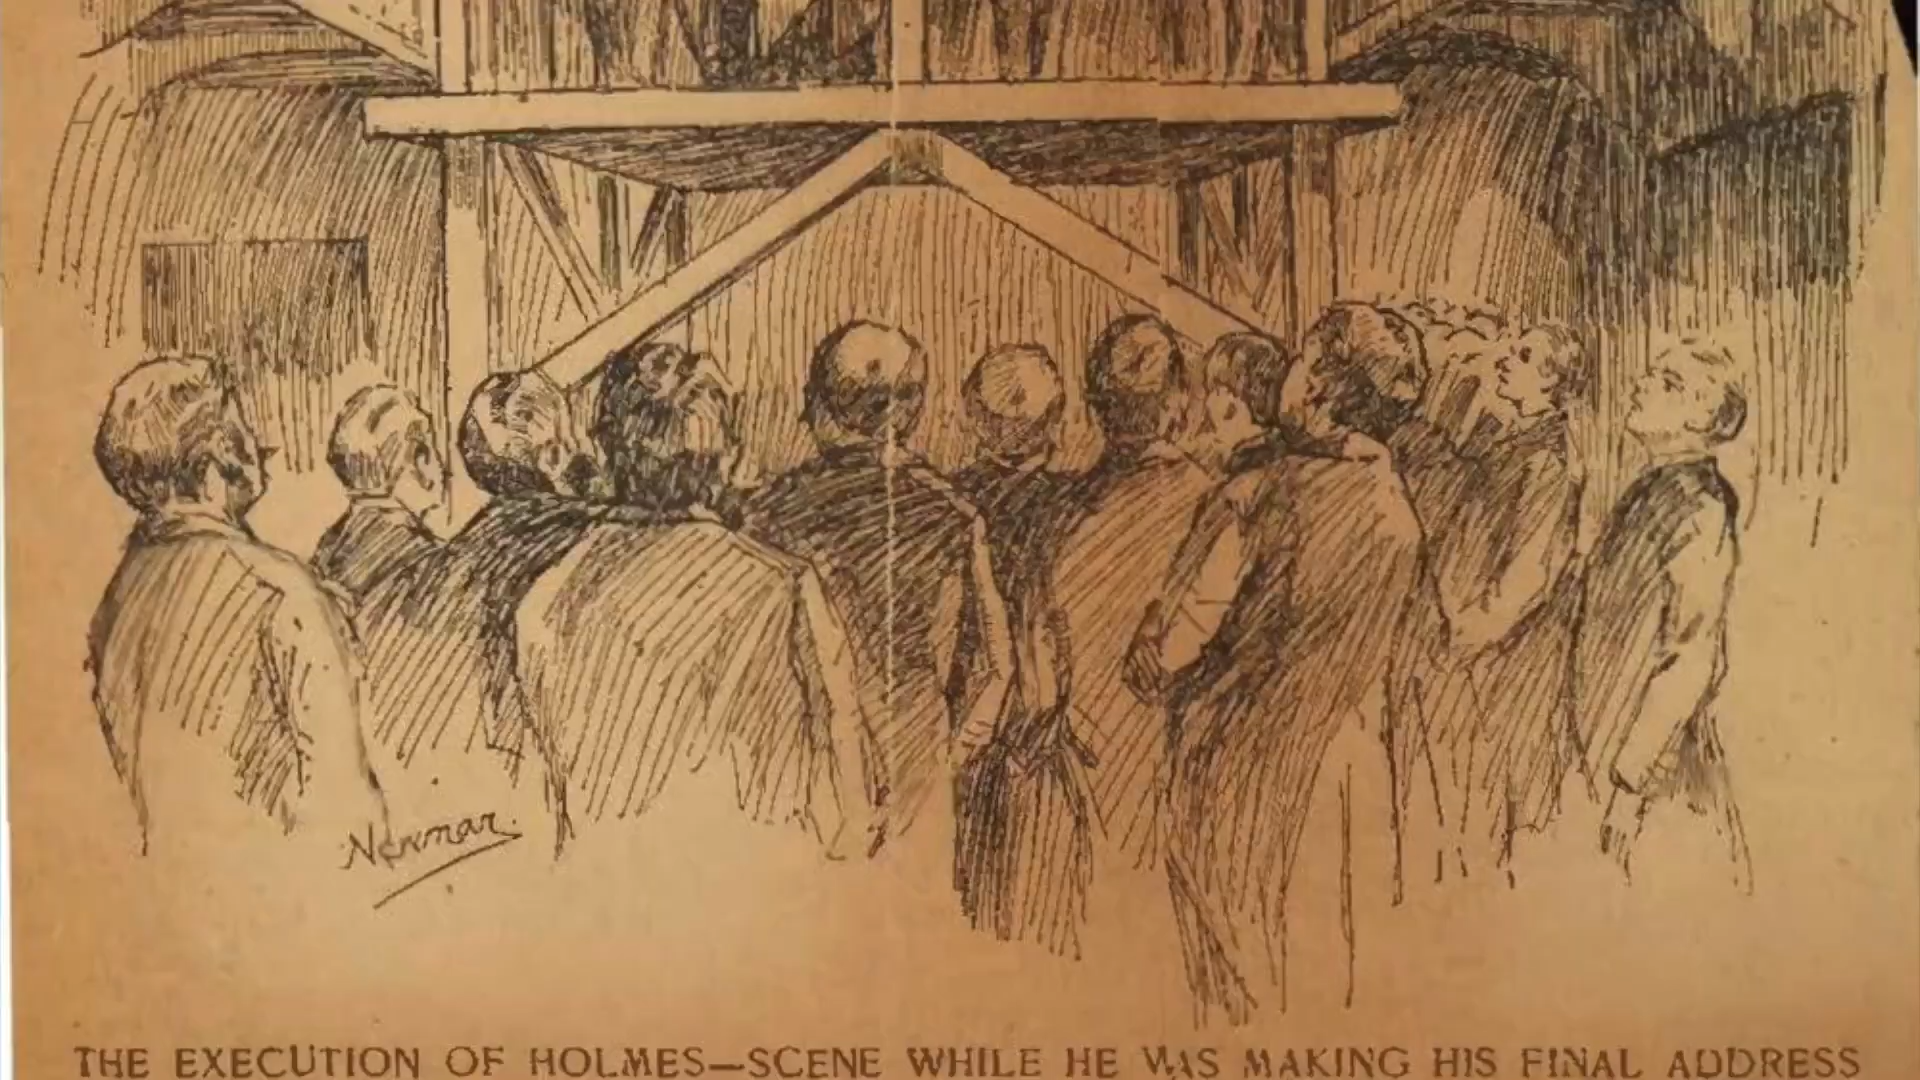 Newman.
THE EXECUTION OF HOLMES—SCENE WHILE HE WAS MAKING HIS FINAL ADDRESS